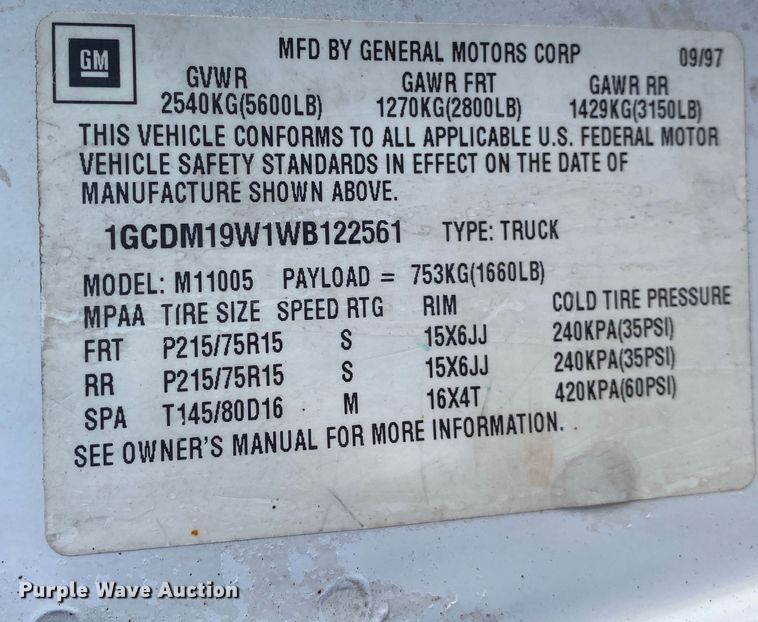 GM
MFD BY GENERAL MOTORS CORP 09/97
GVWR GAWR FRT GAWR RR
2540KG(5600LB) 1270KG(2800LB) 1429KG(3150LB)
THIS VEHICLE CONFORMS TO ALL APPLICABLE U.S. FEDERAL MOTOR
VEHICLE SAFETY STANDARDS IN EFFECT ON THE DATE OF
MANUFACTURE SHOWN ABOVE.
1GCDM19W1WB122561 TYPE: TRUCK
MODEL: M11005 PAYLOAD = 753KG(1660LB)
MPAA TIRE SIZE SPEED RTG RIM COLD TIRE PRESSURE
FRT P215/75R15 S 15X6JJ 240KPA(35PSI)
RR P215/75R15 S 15X6JJ 240KPA(35PSI)
SPA T145/80D16 M 16X4T 420KPA(60PSI)
SEE OWNER'S MANUAL FOR MORE INFORMATION.
Purple Wave Auction